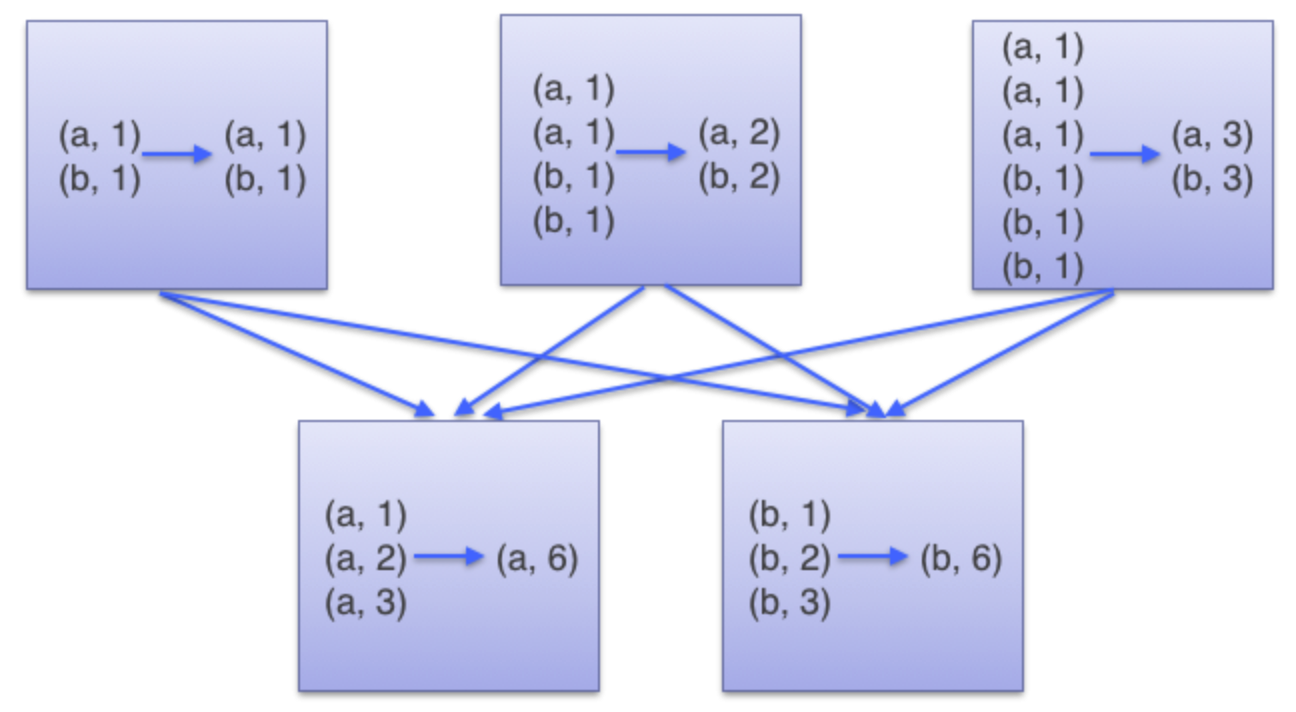 (a, 1)
(b, 1)
(a, 1)
(b, 1)
(a, 1)
(a, 1)
(b, 1)
(b, 1)
(a, 2)
(b, 2)
(a, 1)
(a, 1)
(a, 1)
(b, 1)
(b, 1)
(b, 1)
(a, 3)
(b, 3)
(a, 1)
(a, 2)
(a, 3)
(a, 6)
(b, 1)
(b, 2)
(b, 3)
(b, 6)